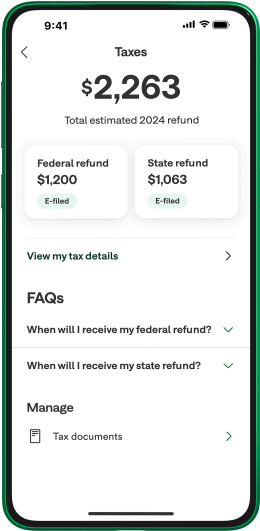 9:41
Taxes
$2,263
Total estimated 2024 refund
Federal refund
$1,200
E-filed
State refund
$1,063
E-filed
View my tax details
FAQs
When will I receive my federal refund?
When will I receive my state refund?
Manage
Tax documents